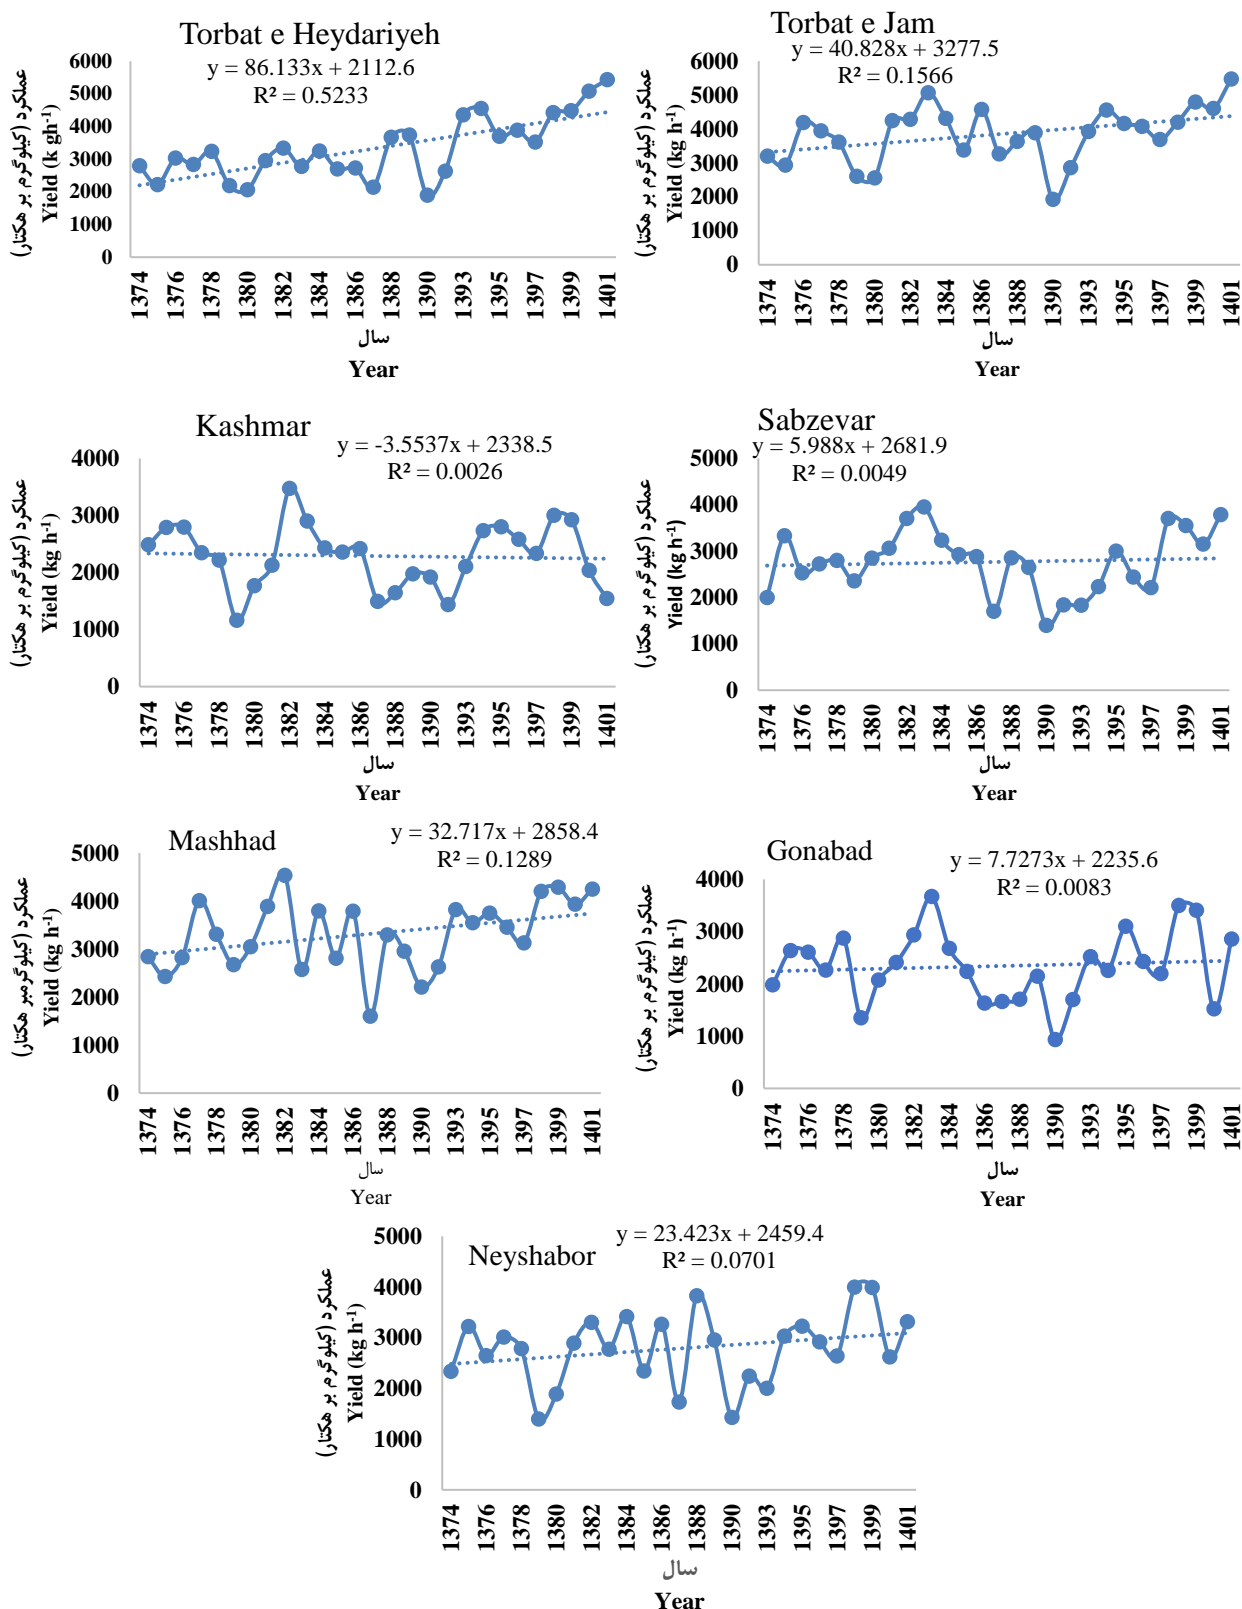 Torbat e Heydariyeh
y = 86.133x + 2112.6
R² = 0.5233
عملکرد (کیلوگرم بر هکتار)
Yield (k gh⁻¹)
6000
5000
4000
3000
2000
1000
0
1374
1376
1378
1380
1382
1384
1386
1388
1390
1393
1395
1397
1399
1401
سال
Year
Torbat e Jam
y = 40.828x + 3277.5
R² = 0.1566
عملکرد (کیلوگرم بر هکتار)
Yield (kg h⁻¹)
6000
5000
4000
3000
2000
1000
0
1374
1376
1378
1380
1382
1384
1386
1388
1390
1393
1395
1397
1399
1401
سال
Year
Kashmar
y = -3.5537x + 2338.5
R² = 0.0026
عملکرد (کیلوگرم بر هکتار)
Yield (kg h⁻¹)
4000
3000
2000
1000
0
1374
1376
1378
1380
1382
1384
1386
1388
1390
1393
1395
1397
1399
1401
سال
Year
Sabzevar
y = 5.988x + 2681.9
R² = 0.0049
عملکرد (کیلوگرم بر هکتار)
Yield (kg h⁻¹)
5000
4000
3000
2000
1000
0
1374
1376
1378
1380
1382
1384
1386
1388
1390
1393
1395
1397
1399
1401
سال
Year
Mashhad
y = 32.717x + 2858.4
R² = 0.1289
عملکرد (کیلوگرمبر هکتار)
Yield (kg h⁻¹)
5000
4000
3000
2000
1000
0
1374
1376
1378
1380
1382
1384
1386
1388
1390
1393
1395
1397
1399
1401
سال
Year
Gonabad
y = 7.7273x + 2235.6
R² = 0.0083
عملکرد (کیلوگرم بر هکتار)
Yield (kg h⁻¹)
4000
3000
2000
1000
0
1374
1376
1378
1380
1382
1384
1386
1388
1390
1393
1395
1397
1399
1401
سال
Year
Neyshabor
y = 23.423x + 2459.4
R² = 0.0701
عملکرد (کیلوگرم بر هکتار)
Yield (kg h⁻¹)
5000
4000
3000
2000
1000
0
1374
1376
1378
1380
1382
1384
1386
1388
1390
1393
1395
1397
1399
1401
سال
Year